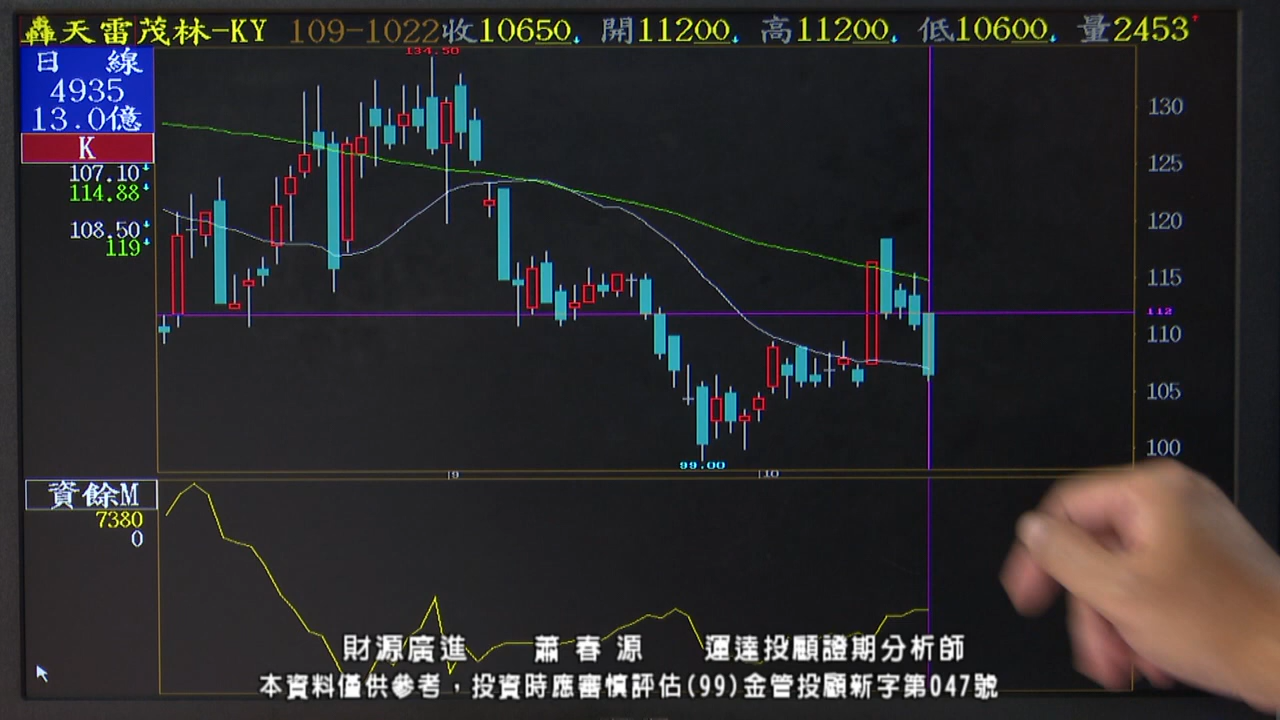 轟天雷茂林-KY 109-1022收10650↓ 開11200↓ 高11200↓ 低10600↓ 量2453↑
日 線
4935
13.0億
K
107.10↓
114.88↓
108.50↓
119↓
134.50
130
125
120
115
112
110
105
100
99.00
9
10
資餘M
7380
0
財源廣進 蕭春源 運達投顧證期分析師
本資料僅供參考,投資時應審慎評估(99)金管投顧新字第047號